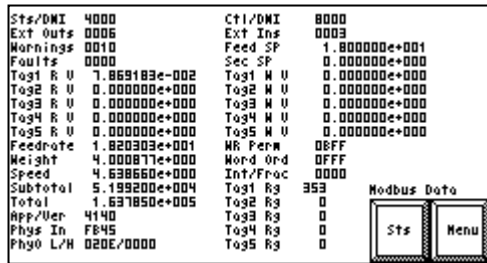 Sts/DNI 4000 Ctl/DNI 8000
Ext Outs 0006 Ext Ins 0003
Warnings 0010 Feed SP 1.800000e+001
Faults 0000 Sec SP 0.000000e+000
Tag1 R V 7.869183e-002 Tag1 W V 0.000000e+000
Tag2 R V 0.000000e+000 Tag2 W V 0.000000e+000
Tag3 R V 0.000000e+000 Tag3 W V 0.000000e+000
Tag4 R V 0.000000e+000 Tag4 W V 0.000000e+000
Tag5 R V 0.000000e+000 Tag5 W V 0.000000e+000
Feedrate 1.820303e+001 WR Perm 0BFF
Weight 4.000877e+000 Word Ord 0FFF
Speed 4.638660e+000 Int/Frac 0000
Subtotal 5.199200e+004 Tag1 Rg 353 Modbus Data
Total 1.637850e+005 Tag2 Rg 0
App/Ver 4140 Tag3 Rg 0
Phys In FB45 Tag4 Rg 0 Sts Menu
PhyO L/H 020E/0000 Tag5 Rg 0